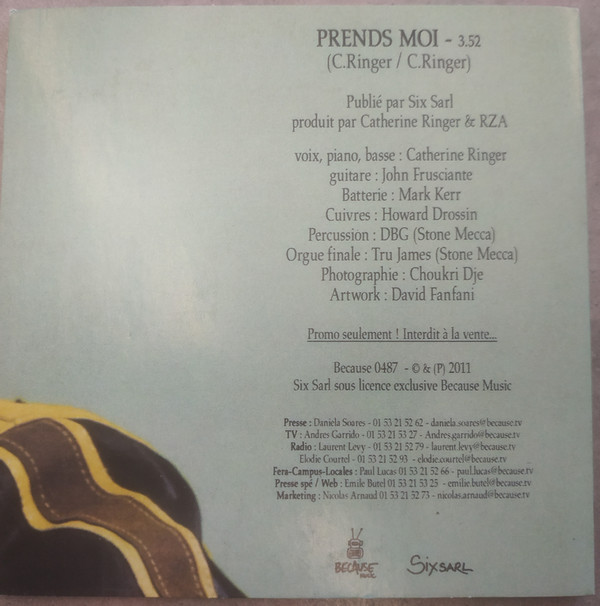 PRENDS MOI - 3.52
(C.Ringer / C.Ringer)
Publié par Six Sarl
produit par Catherine Ringer & RZA
voix, piano, basse : Catherine Ringer
guitare : John Frusciante
Batterie : Mark Kerr
Cuivres : Howard Drossin
Percussion : DBG (Stone Mecca)
Orgue finale : Tru James (Stone Mecca)
Photographie : Choukri Dje
Artwork : David Fanfani
Promo seulement ! Interdit à la vente...
Because 0487 - © & (P) 2011
Six Sarl sous licence exclusive Because Music
Presse : Daniela Soares - 01 53 21 52 62 - daniela.soares@because.tv
TV : Andres Garrido - 01 53 21 53 27 - Andres.garrido@because.tv
Radio : Laurent Levy - 01 53 21 52 79 - laurent.levy@because.tv
Elodie Courtel - 01 53 21 52 93 - elodie.ourtel@because.tv
Fera-Campus-Locales : Paul Lucas 01 53 21 52 66 - paul.lucas@because.tv
Presse spé / Web : Emile Butel 01 53 21 53 25 - emilie.butel@because.tv
Marketing : Nicolas Arnaud 01 53 21 52 73 - nicolas.arnaud@because.tv
BECAUSE MUSIC
SIX SARL